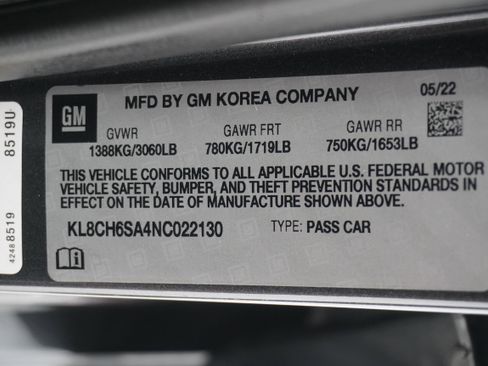 GM
MFD BY GM KOREA COMPANY
05/22
GVWR GAWR FRT GAWR RR
1388KG/3060LB 780KG/1719LB 750KG/1653LB
THIS VEHICLE CONFORMS TO ALL APPLICABLE U.S. FEDERAL MOTOR
VEHICLE SAFETY, BUMPER, AND THEFT PREVENTION STANDARDS
IN EFFECT ON THE DATE OF MANUFACTURE SHOWN ABOVE.
KL8CH6SA4NC022130 TYPE: PASS CAR
42488519
8519U